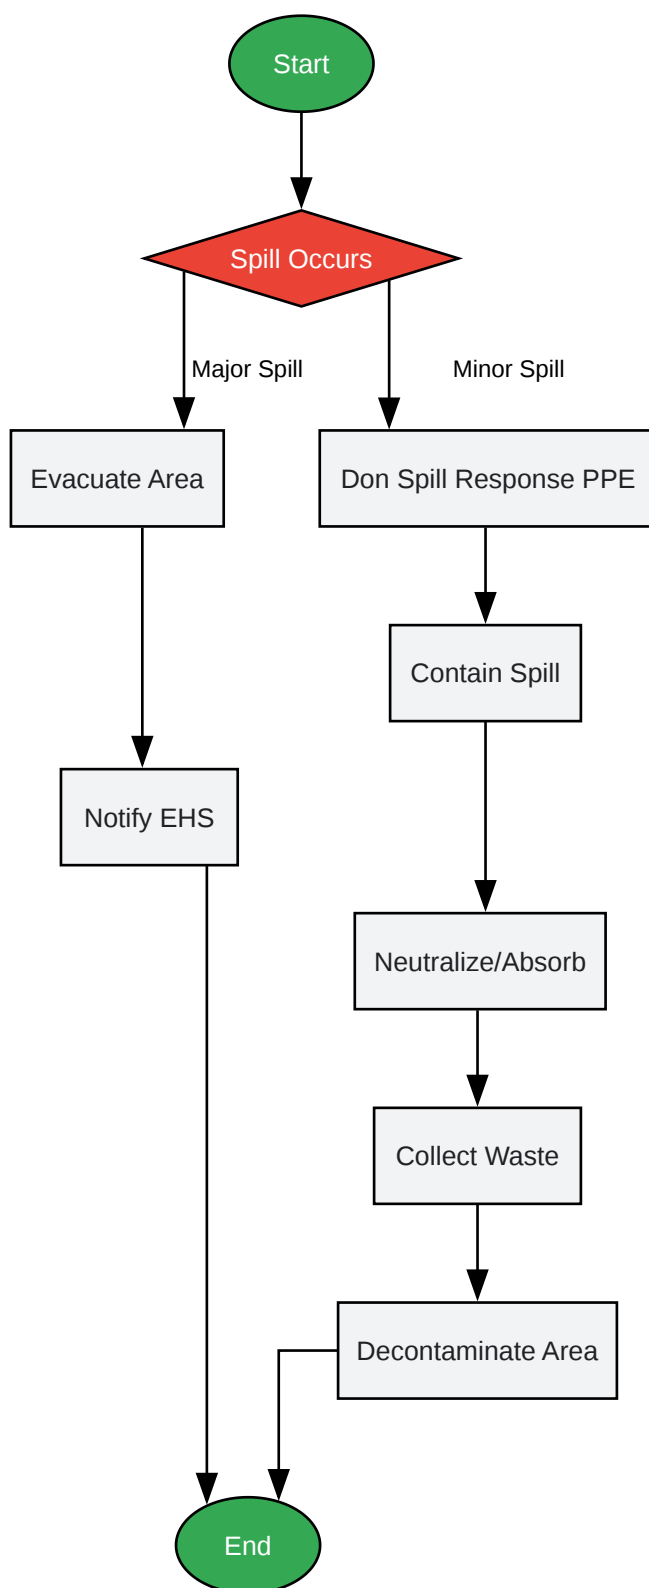 Start
Spill Occurs
Major Spill
Minor Spill
Evacuate Area
Don Spill Response PPE
Contain Spill
Notify EHS
Neutralize/Absorb
Collect Waste
Decontaminate Area
End